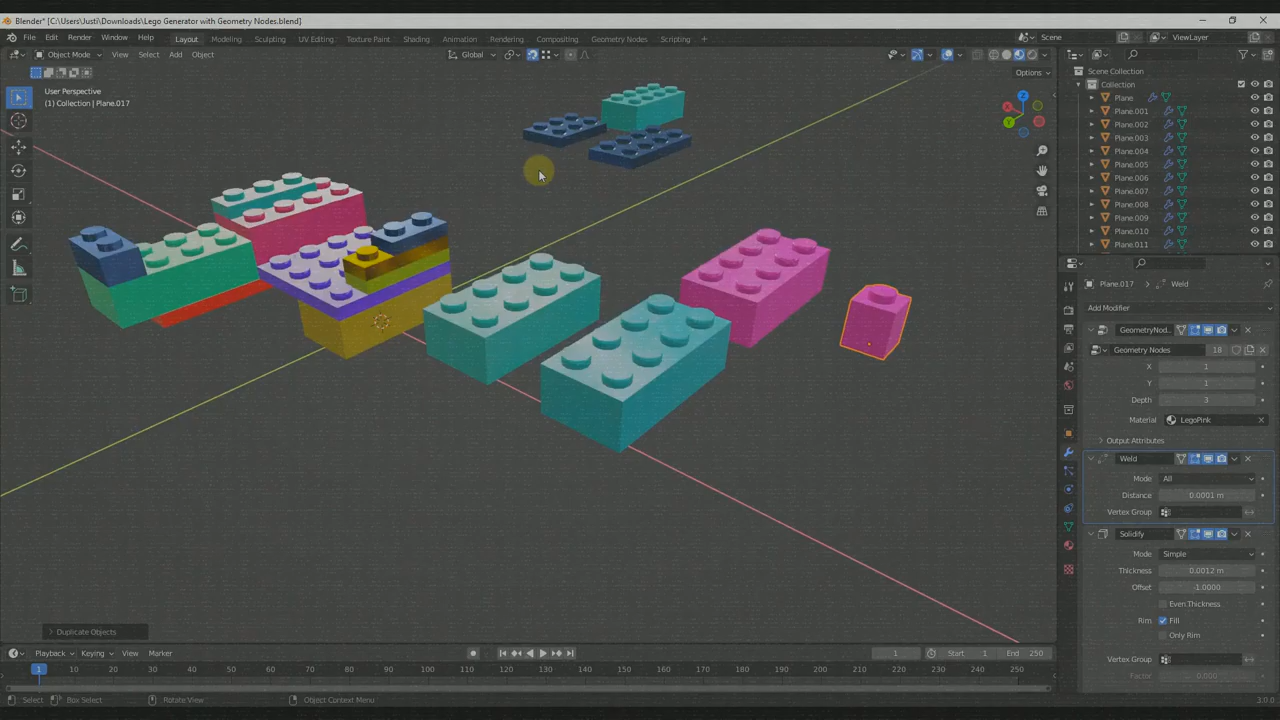 Blender* [C:\Users\Justi\Downloads\Lego Generator with Geometry Nodes.blend]
File Edit Render Window Help Layout Modeling Sculpting UV Editing Texture Paint Shading Animation Rendering Compositing Geometry Nodes Scripting Scene ViewLayer
Object Mode View Select Add Object Global
Options
User Perspective
(1) Collection | Plane.017
Scene Collection
Collection
Plane
Plane.001
Plane.002
Plane.003
Plane.004
Plane.005
Plane.006
Plane.007
Plane.008
Plane.009
Plane.010
Plane.011
Plane.017 > Weld
Add Modifier
GeometryNod..
Geometry Nodes 18
X 1
Y 1
Depth 3
Material LegoPink
Output Attributes
Weld
Mode All
Distance 0.0001 m
Vertex Group
Solidify
Mode Simple
Thickness 0.0012 m
Offset -1.0000
Even Thickness
Rim Fill
Only Rim
Vertex Group
Factor 0.000
Duplicate Objects
Playback Keying View Marker 1 Start 1 End 250
1 10 20 30 40 50 60 70 80 90 100 110 120 130 140 150 160 170 180 190 200 210 220 230 240 250
Select Box Select Rotate View Object Context Menu 3.0.0